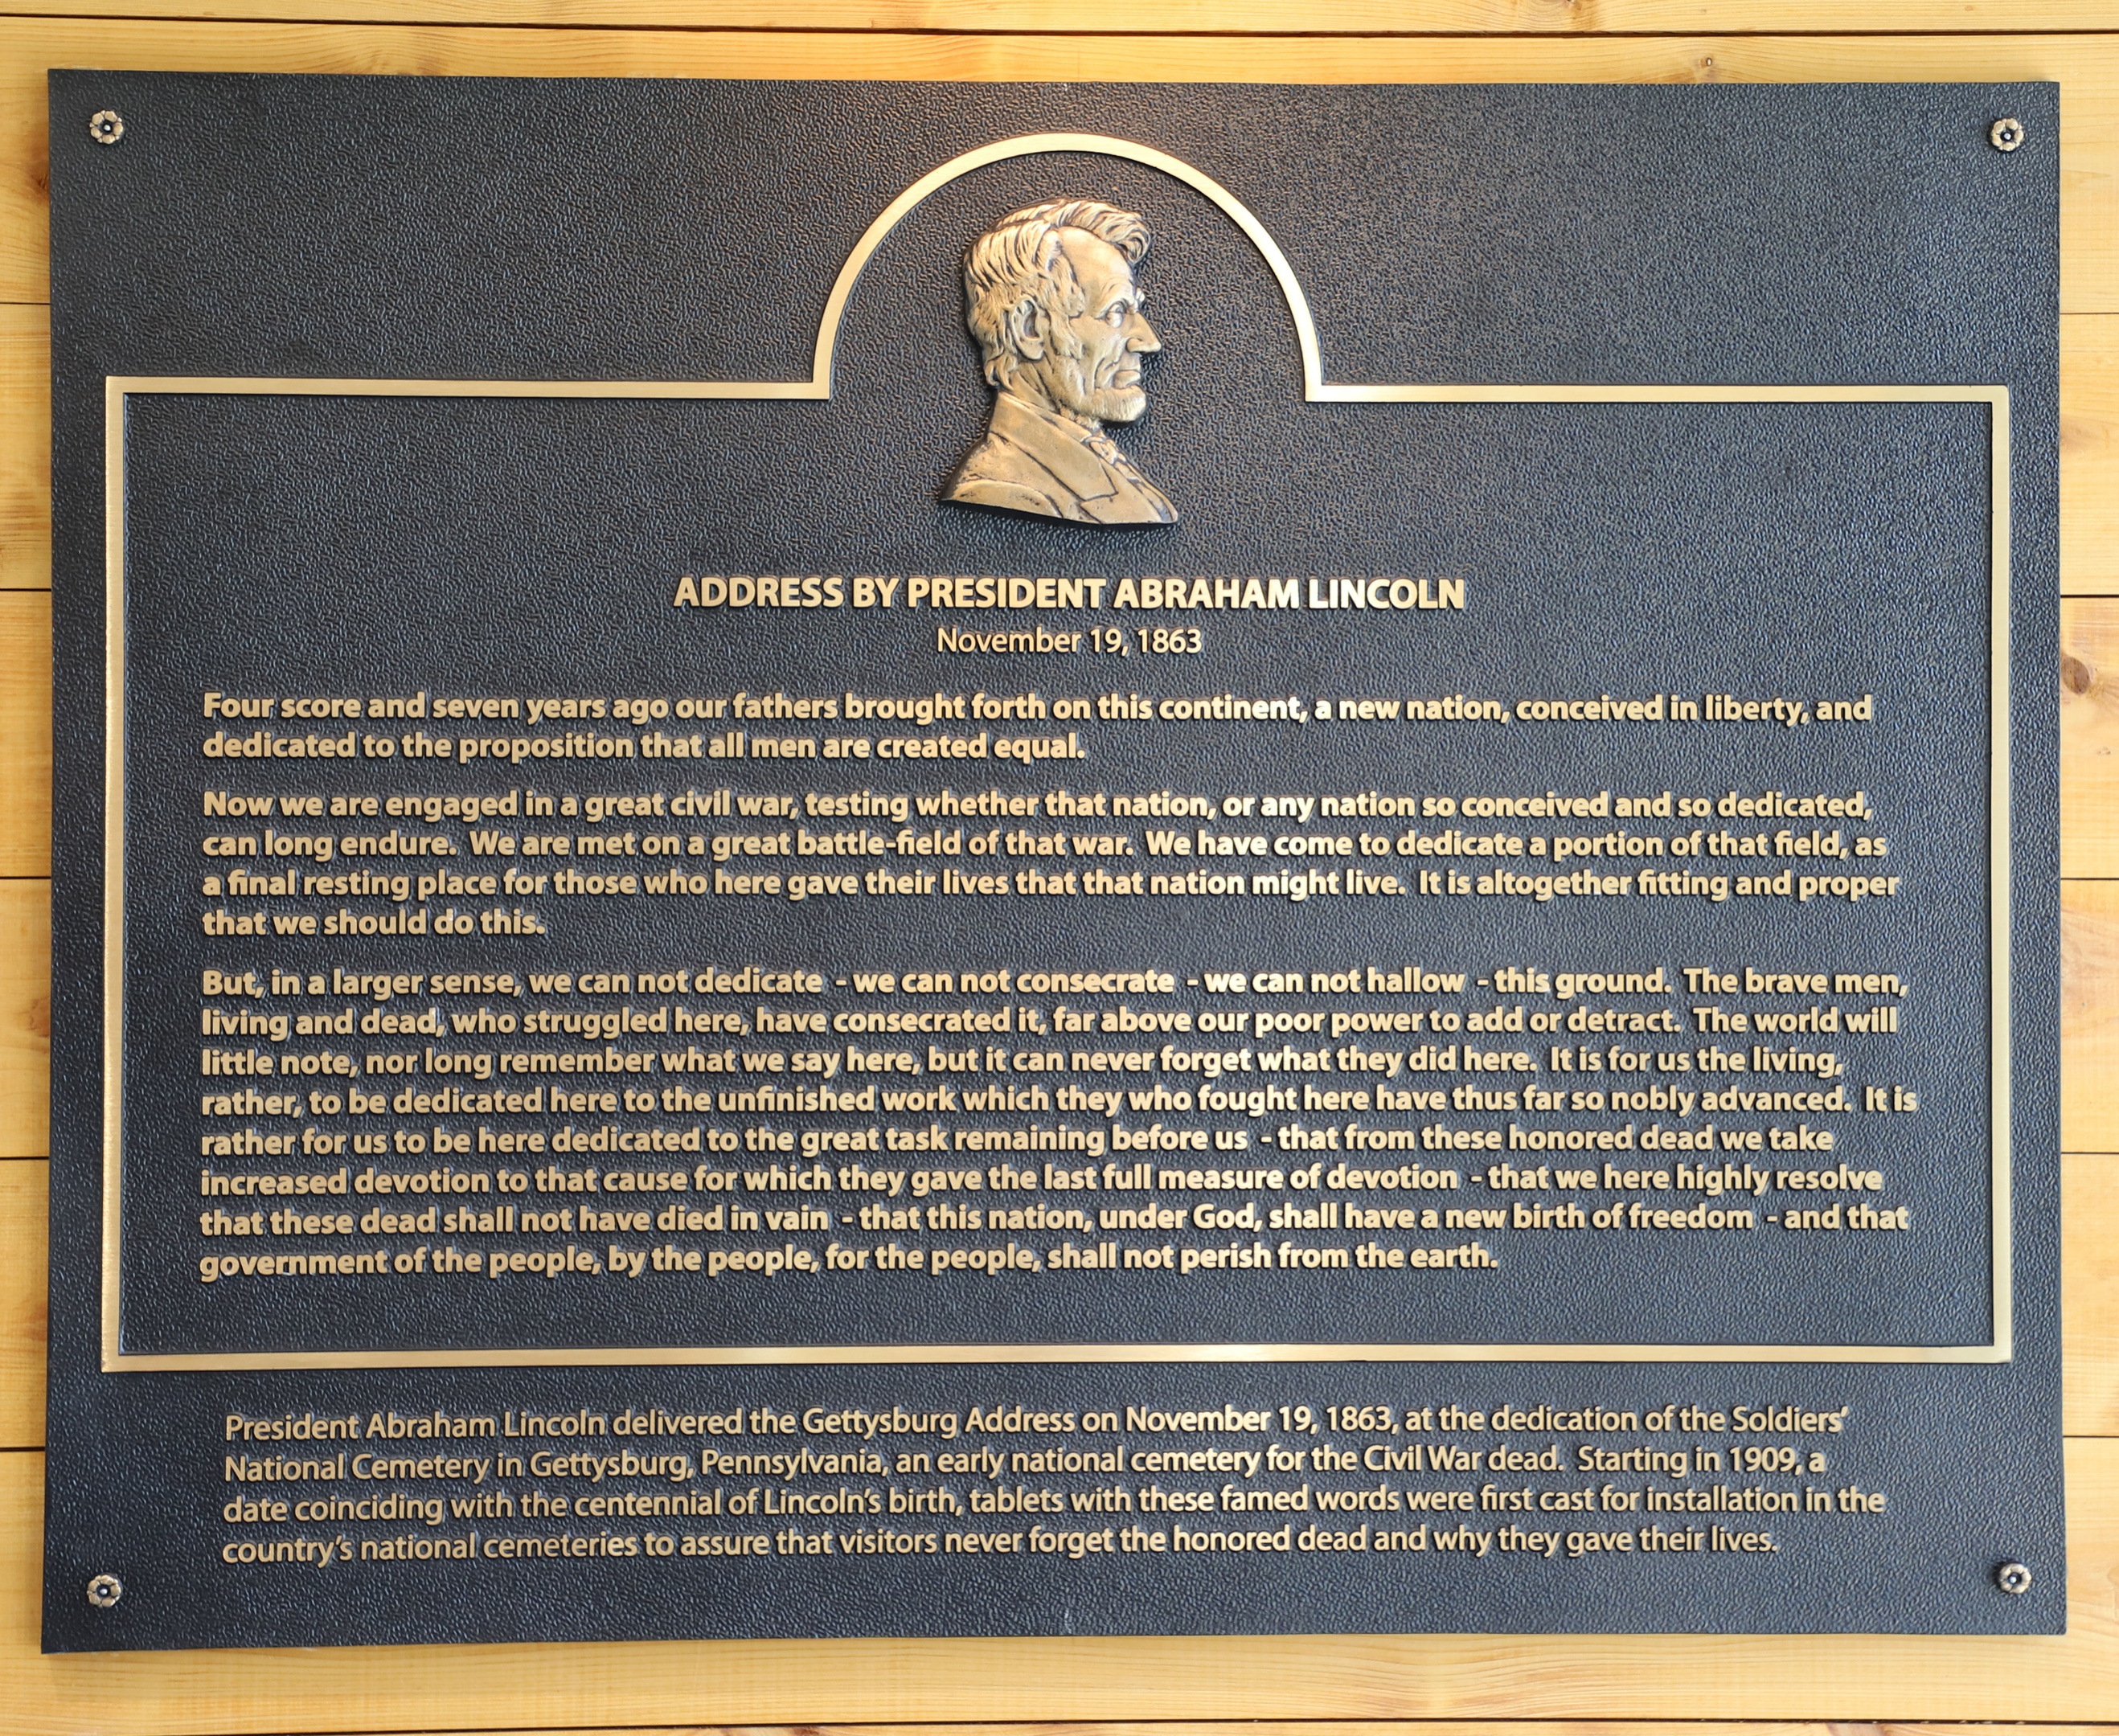 ADDRESS BY PRESIDENT ABRAHAM LINCOLN
November 19, 1863
Four score and seven years ago our fathers brought forth on this continent, a new nation, conceived in liberty, and
dedicated to the proposition that all men are created equal.
Now we are engaged in a great civil war, testing whether that nation, or any nation so conceived and so dedicated,
can long endure. We are met on a great battle-field of that war. We have come to dedicate a portion of that field, as
a final resting place for those who here gave their lives that that nation might live. It is altogether fitting and proper
that we should do this.
But, in a larger sense, we can not dedicate - we can not consecrate - we can not hallow - this ground. The brave men,
living and dead, who struggled here, have consecrated it, far above our poor power to add or detract. The world will
little note, nor long remember what we say here, but it can never forget what they did here. It is for us the living,
rather, to be dedicated here to the unfinished work which they who fought here have thus far so nobly advanced. It is
rather for us to be here dedicated to the great task remaining before us - that from these honored dead we take
increased devotion to that cause for which they gave the last full measure of devotion - that we here highly resolve
that these dead shall not have died in vain - that this nation, under God, shall have a new birth of freedom - and that
government of the people, by the people, for the people, shall not perish from the earth.
President Abraham Lincoln delivered the Gettysburg Address on November 19, 1863, at the dedication of the Soldiers'
National Cemetery in Gettysburg, Pennsylvania, an early national cemetery for the Civil War dead. Starting in 1909, a
date coinciding with the centennial of Lincoln's birth, tablets with these famed words were first cast for installation in the
country's national cemeteries to assure that visitors never forget the honored dead and why they gave their lives.